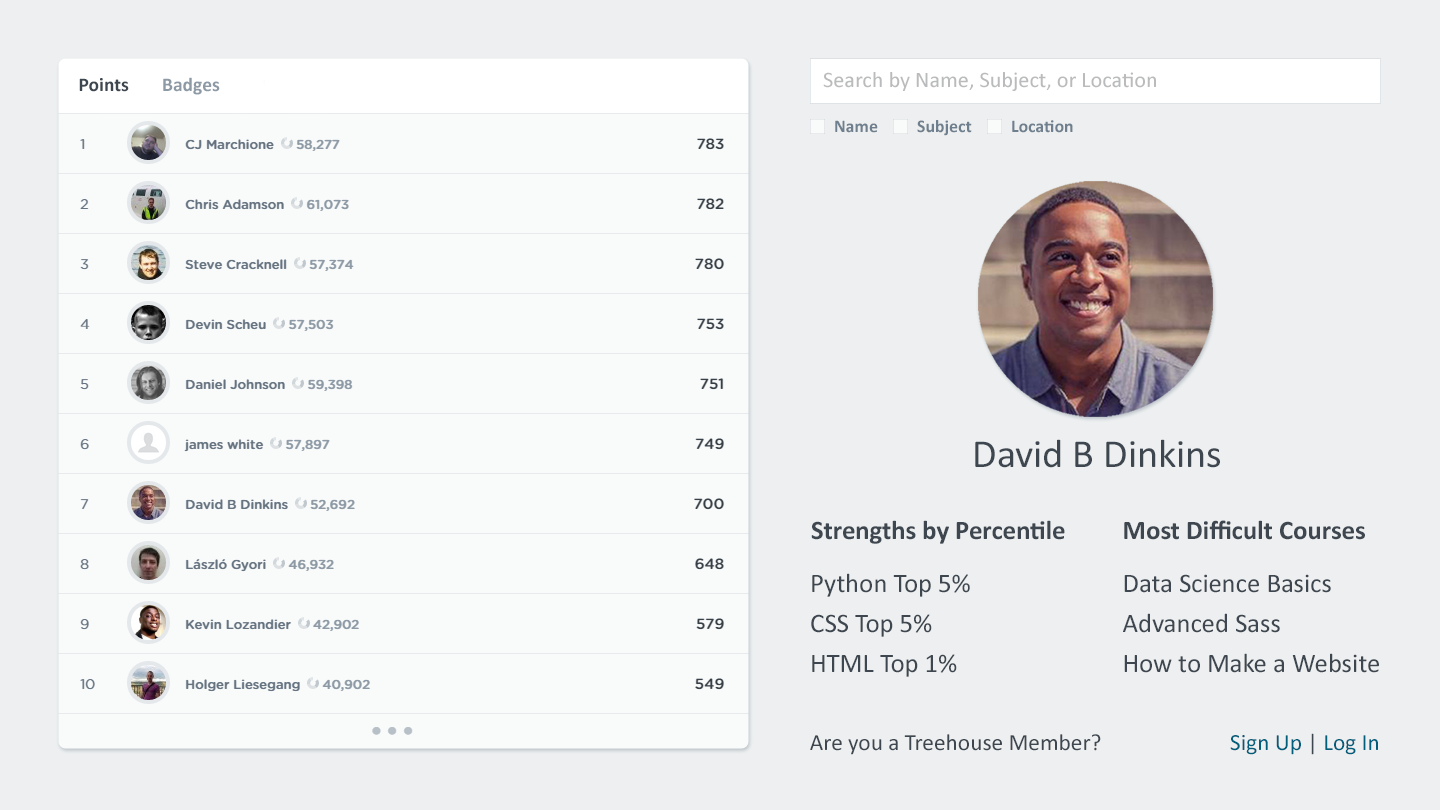 Points Badges
1 CJ Marchione 58,277 783
2 Chris Adamson 61,073 782
3 Steve Cracknell 57,374 780
4 Devin Scheu 57,503 753
5 Daniel Johnson 59,398 751
6 james white 57,897 749
7 David B Dinkins 52,692 700
8 László Gyori 46,932 648
9 Kevin Lozandier 42,902 579
10 Holger Liesegang 40,902 549
Search by Name, Subject, or Location
Name Subject Location
David B Dinkins
Strengths by Percentile
Python Top 5%
CSS Top 5%
HTML Top 1%
Most Difficult Courses
Data Science Basics
Advanced Sass
How to Make a Website
Are you a Treehouse Member? Sign Up | Log In